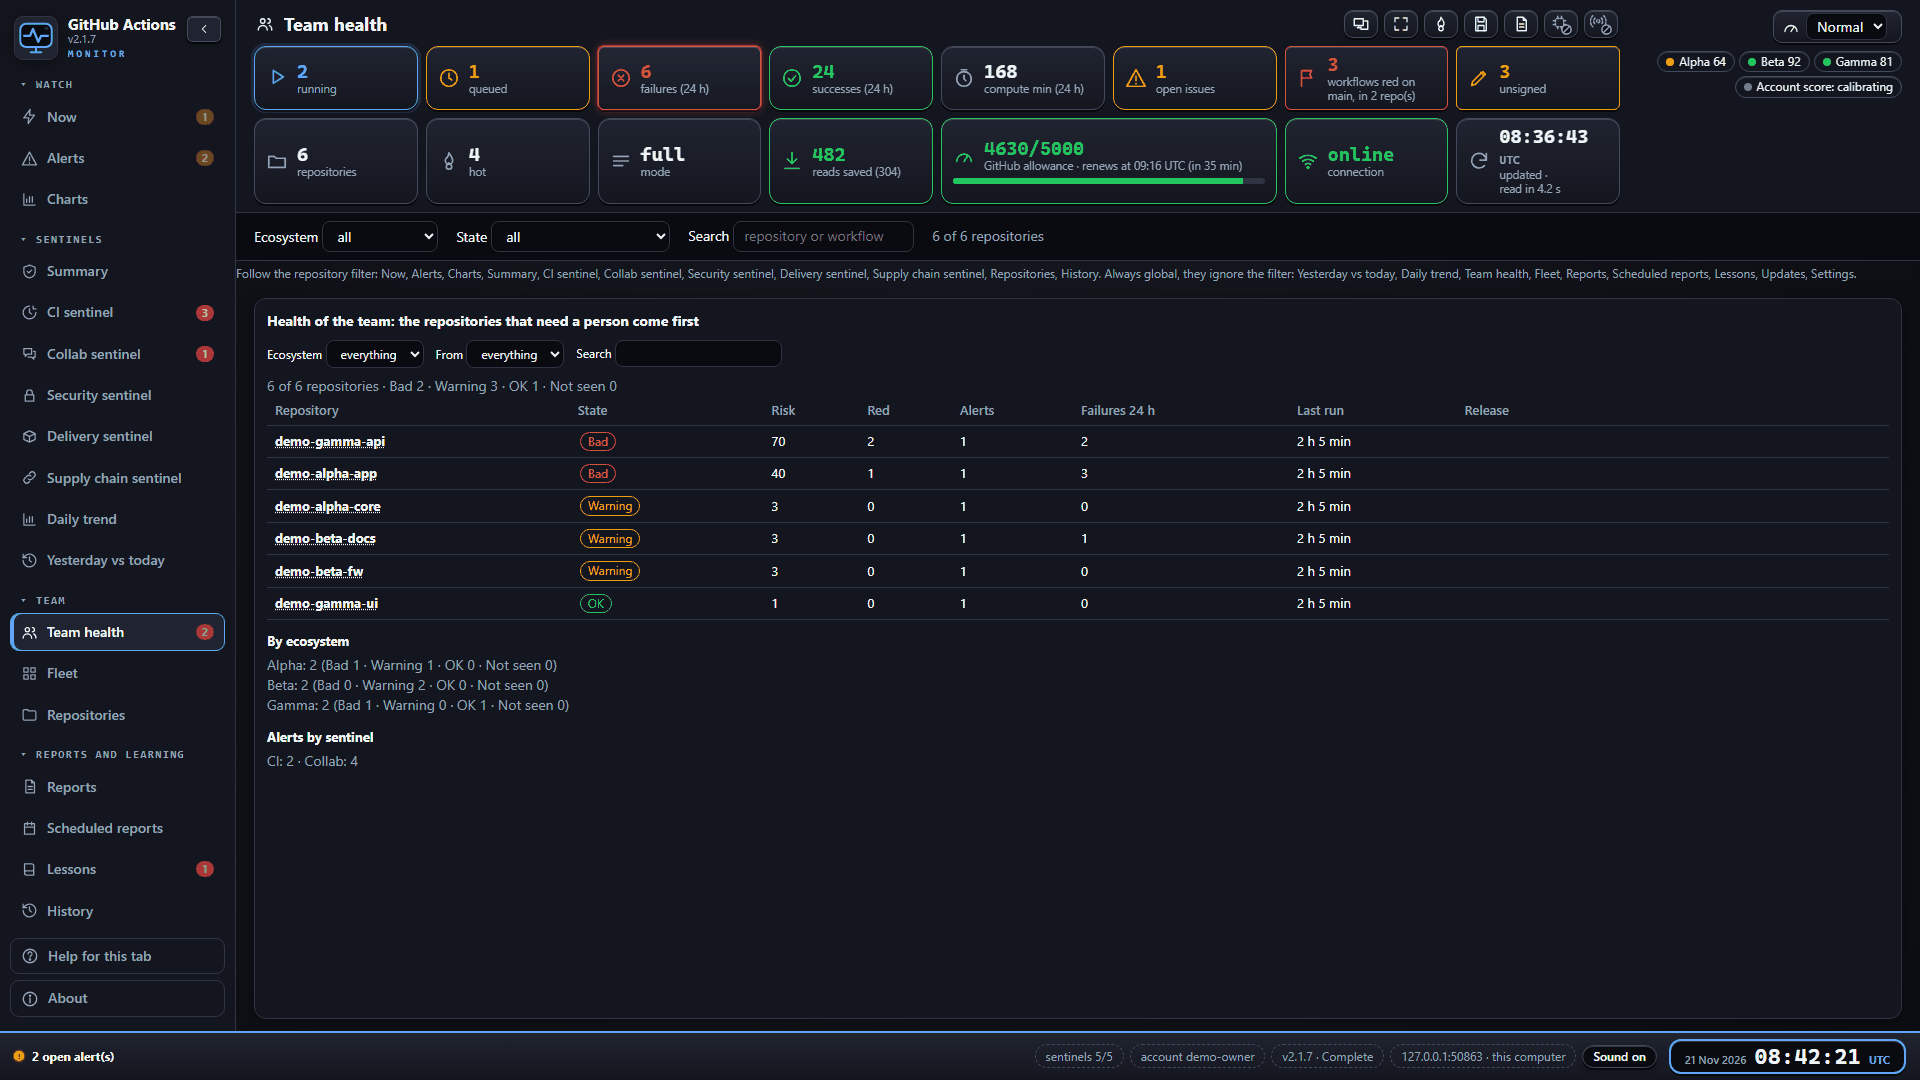 GitHub Actions
v2.1.7
MONITOR
WATCH
Now 1
Alerts 2
Charts
SENTINELS
Summary
CI sentinel 3
Collab sentinel 1
Security sentinel
Delivery sentinel
Supply chain sentinel
Daily trend
Yesterday vs today
TEAM
Team health 2
Fleet
Repositories
REPORTS AND LEARNING
Reports
Scheduled reports
Lessons 1
History
Help for this tab
About
Team health
Normal
2
running
1
queued
6
failures (24 h)
24
successes (24 h)
168
compute min (24 h)
1
open issues
3
workflows red on
main, in 2 repo(s)
3
unsigned
Alpha 64 Beta 92 Gamma 81
Account score: calibrating
6
repositories
4
hot
full
mode
482
reads saved (304)
4630/5000
GitHub allowance · renews at 09:16 UTC (in 35 min)
online
connection
08:36:43
UTC
updated ·
read in 4.2 s
Ecosystem all State all Search repository or workflow 6 of 6 repositories
Follow the repository filter: Now, Alerts, Charts, Summary, CI sentinel, Collab sentinel, Security sentinel, Delivery sentinel, Supply chain sentinel, Repositories, History. Always global, they ignore the filter: Yesterday vs today, Daily trend, Team health, Fleet, Reports, Scheduled reports, Lessons, Updates, Settings.
Health of the team: the repositories that need a person come first
Ecosystem everything From everything Search
6 of 6 repositories · Bad 2 · Warning 3 · OK 1 · Not seen 0
Repository State Risk Red Alerts Failures 24 h Last run Release
demo-gamma-api Bad 70 2 1 2 2 h 5 min
demo-alpha-app Bad 40 1 1 3 2 h 5 min
demo-alpha-core Warning 3 0 1 0 2 h 5 min
demo-beta-docs Warning 3 0 1 1 2 h 5 min
demo-beta-fw Warning 3 0 1 0 2 h 5 min
demo-gamma-ui OK 1 0 1 0 2 h 5 min
By ecosystem
Alpha: 2 (Bad 1 · Warning 1 · OK 0 · Not seen 0)
Beta: 2 (Bad 0 · Warning 2 · OK 0 · Not seen 0)
Gamma: 2 (Bad 1 · Warning 0 · OK 1 · Not seen 0)
Alerts by sentinel
CI: 2 · Collab: 4
2 open alert(s)
sentinels 5/5
account demo-owner
v2.1.7 · Complete
127.0.0.1:50863 · this computer
Sound on
21 Nov 2026 08:42:21 UTC